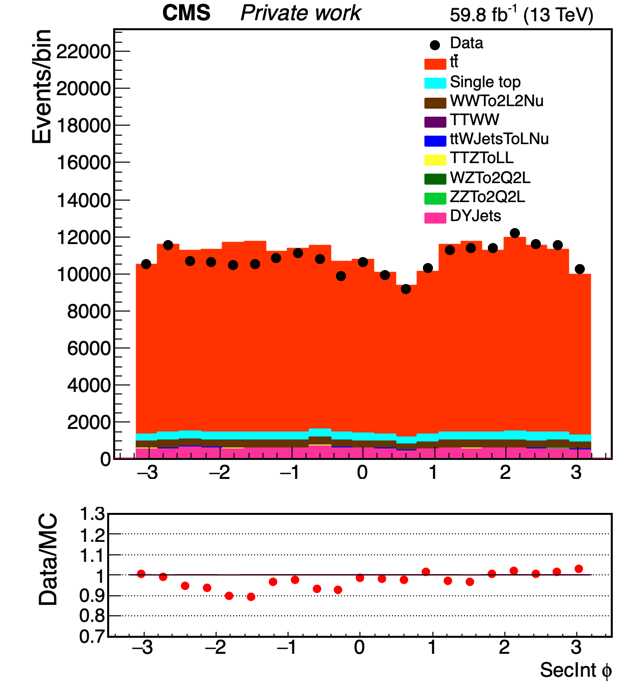 CMS Private work 59.8 fb⁻¹ (13 TeV)
Events/bin
22000
20000
18000
16000
14000
12000
10000
8000
6000
4000
2000
0
Data
tt̄
Single top
WWTo2L2Nu
TTWW
ttWJetsToLNu
TTZToLL
WZTo2Q2L
ZZTo2Q2L
DYJets
−3 −2 −1 0 1 2 3
Data/MC
1.3
1.2
1.1
1
0.9
0.8
0.7
−3 −2 −1 0 1 2 3
SecInt ϕ